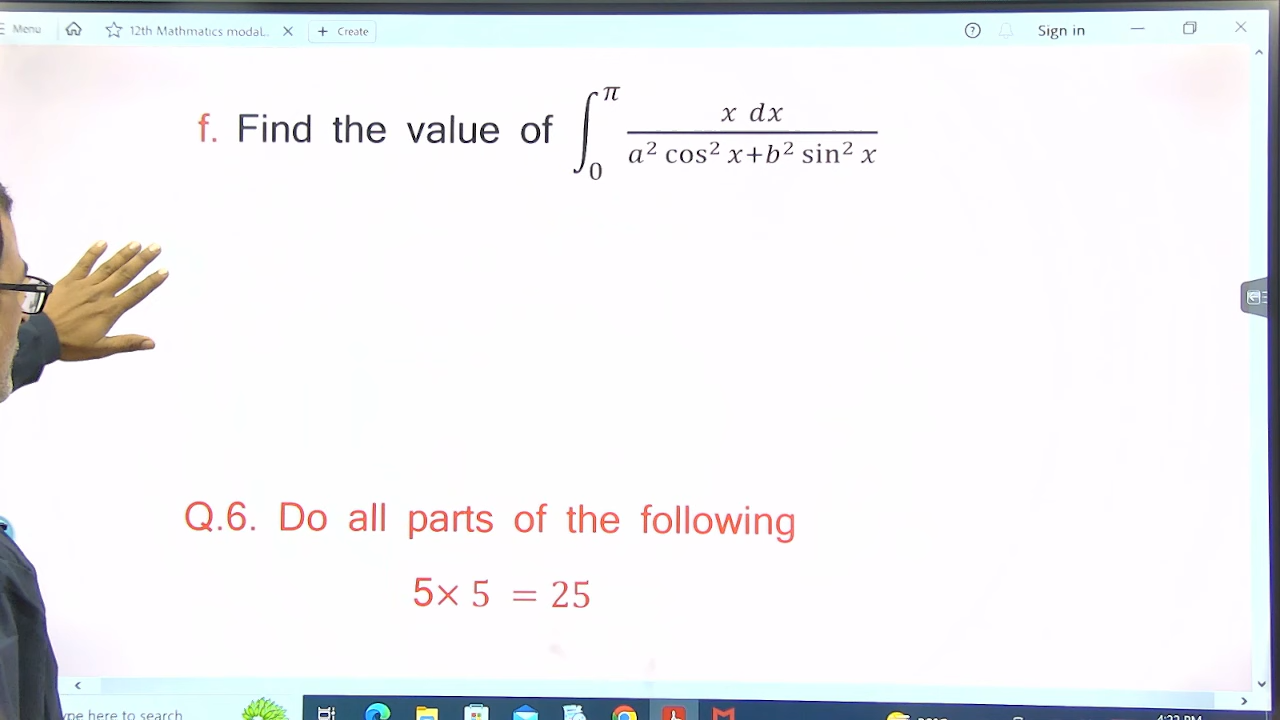 Menu 12th Mathmatics modal.. + Create Sign in
f. Find the value of ∫₀^π x dx / (a² cos² x+b² sin² x)
Q.6. Do all parts of the following
5× 5 = 25
ype here to search